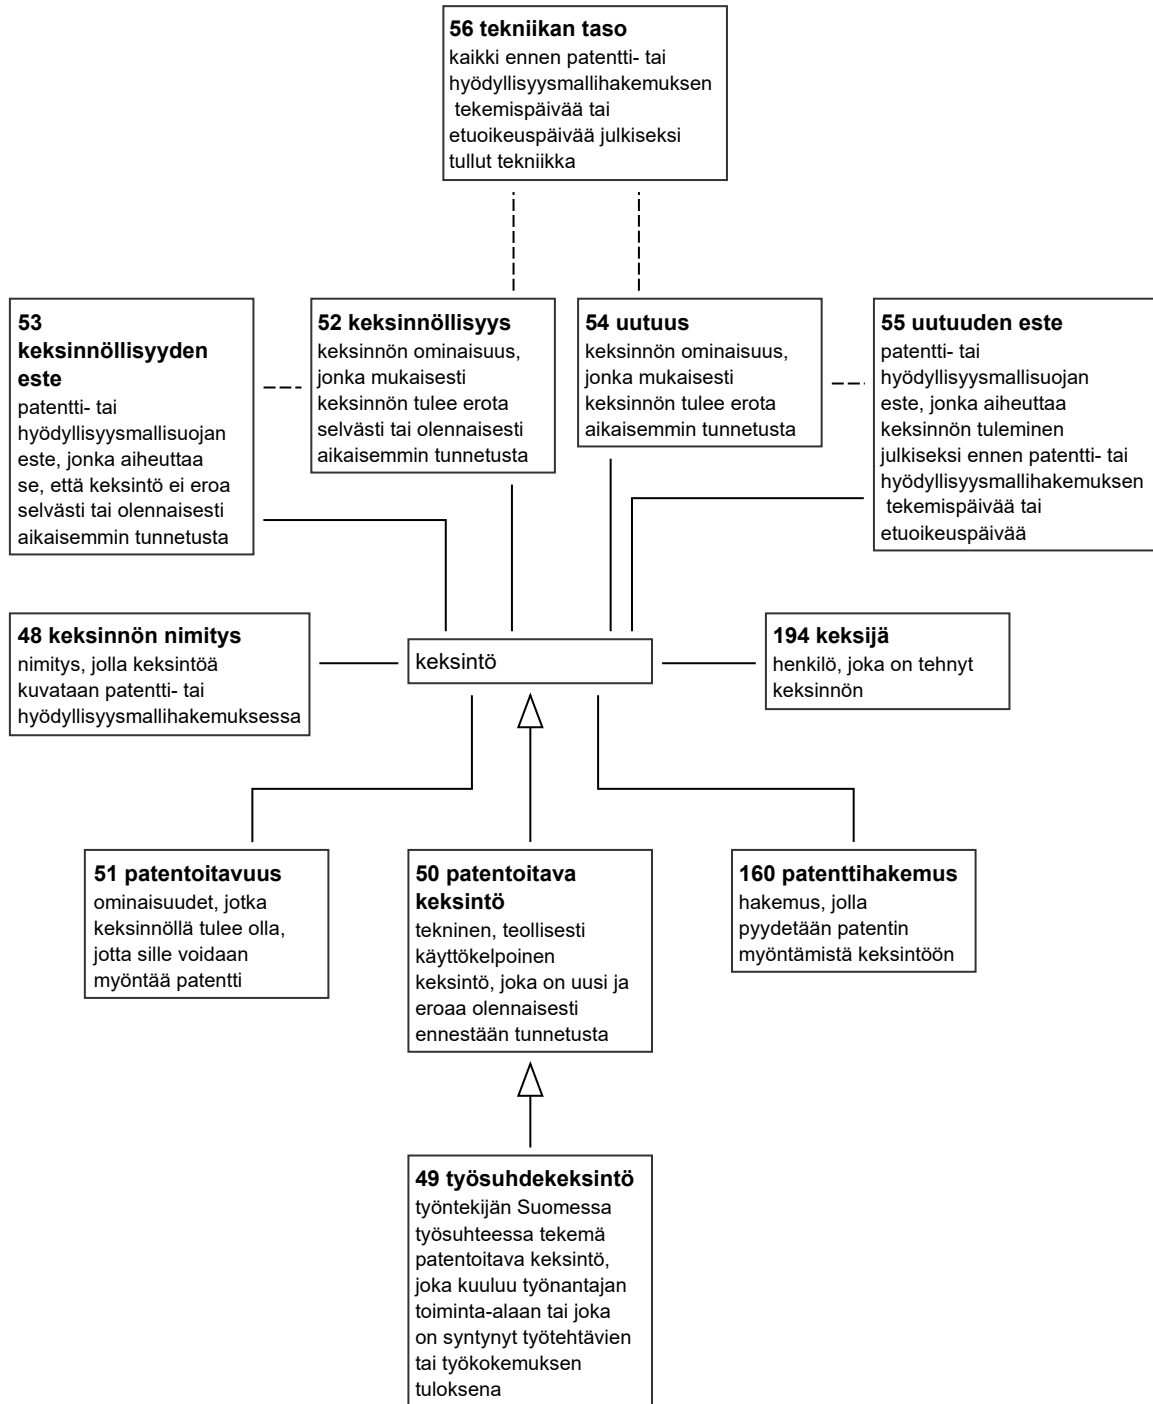 56 tekniikan taso
kaikki ennen patentti- tai
hyödyllisyysmallihakemuksen
tekemispäivää tai
etuoikeuspäivää julkiseksi
tullut tekniikka
53
keksinnöllisyyden
este
patentti- tai
hyödyllisyysmallisuojan
este, jonka aiheuttaa
se, että keksintö ei eroa
selvästi tai olennaisesti
aikaisemmin tunnetusta
52 keksinnöllisyys
keksinnön ominaisuus,
jonka mukaisesti
keksinnön tulee erota
selvästi tai olennaisesti
aikaisemmin tunnetusta
54 uutuus
keksinnön ominaisuus,
jonka mukaisesti
keksinnön tulee erota
aikaisemmin tunnetusta
55 uutuuden este
patentti- tai
hyödyllisyysmallisuojan
este, jonka aiheuttaa
keksinnön tuleminen
julkiseksi ennen patentti- tai
hyödyllisyysmallihakemuksen
tekemispäivää tai
etuoikeuspäivää
48 keksinnön nimitys
nimitys, jolla keksintöä
kuvataan patentti- tai
hyödyllisyysmallihakemuksessa
keksintö
194 keksijä
henkilö, joka on tehnyt
keksinnön
51 patentoitavuus
ominaisuudet, jotka
keksinnöllä tulee olla,
jotta sille voidaan
myöntää patentti
50 patentoitava
keksintö
tekninen, teollisesti
käyttökelpoinen
keksintö, joka on uusi ja
eroaa olennaisesti
ennestään tunnetusta
160 patenttihakemus
hakemus, jolla
pyydetään patentin
myöntämistä keksintöön
49 työsuhdekeksintö
työntekijän Suomessa
työsuhteessa tekemä
patentoitava keksintö,
joka kuuluu työnantajan
toiminta-alaan tai joka
on syntynyt työtehtävien
tai työkokemuksen
tuloksena